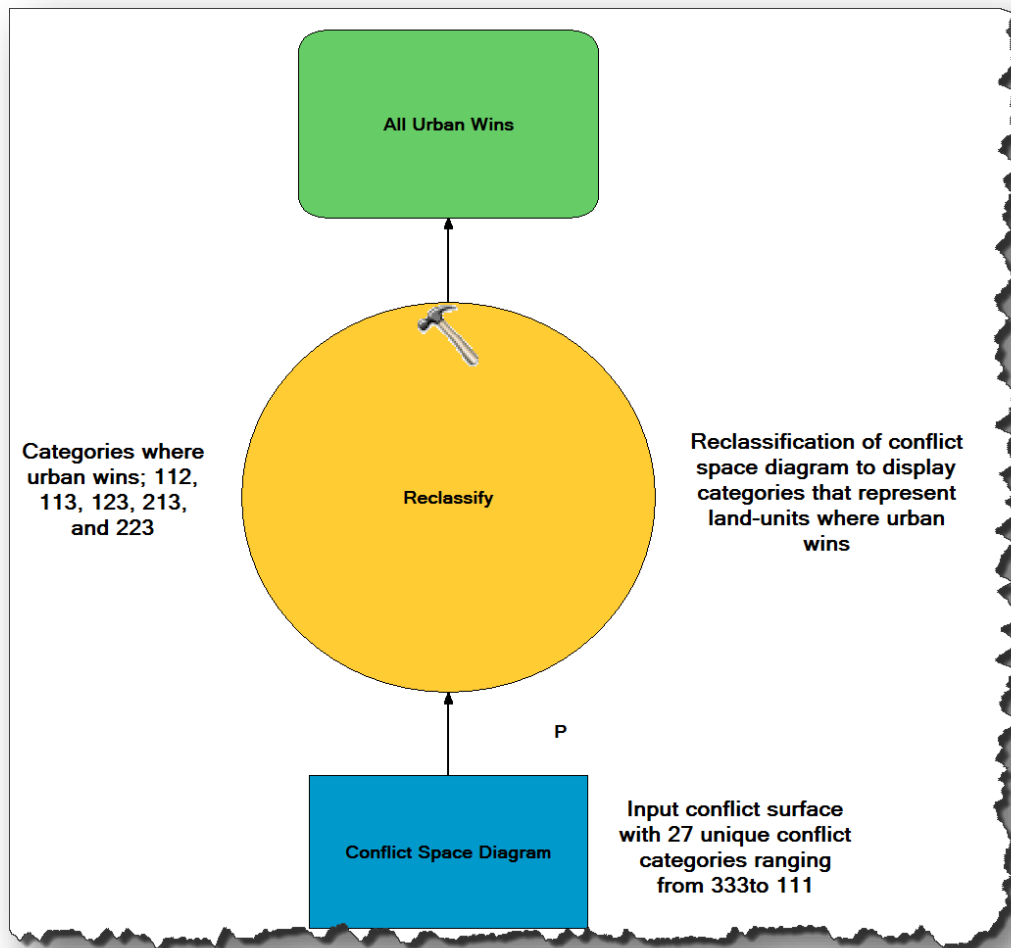 All Urban Wins
Categories where
urban wins; 112,
113, 123, 213,
and 223
Reclassify
Reclassification of conflict
space diagram to display
categories that represent
land-units where urban
wins
P
Conflict Space Diagram
Input conflict surface
with 27 unique conflict
categories ranging
from 333to 111